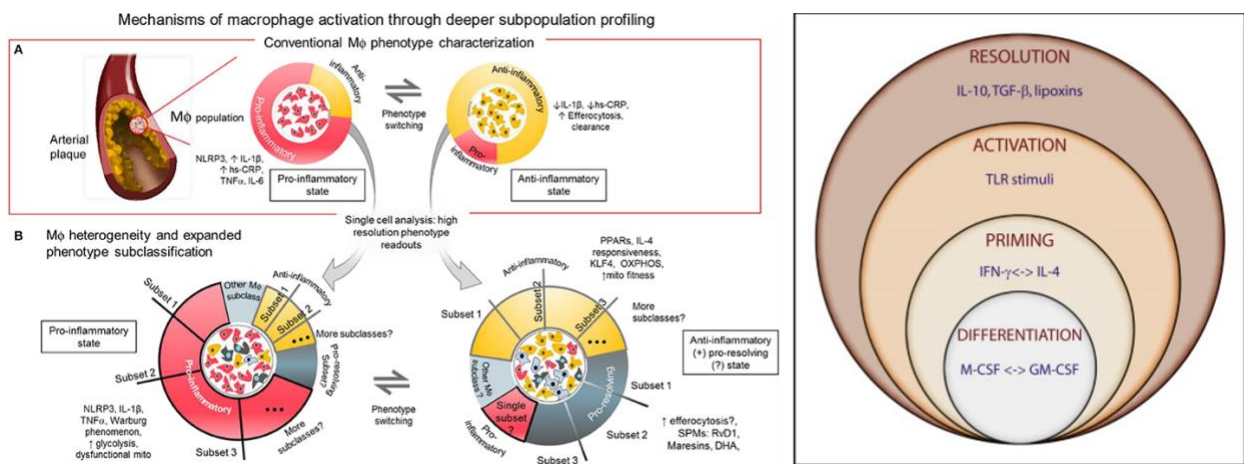 Mechanisms of macrophage activation through deeper subpopulation profiling
A
Conventional Mϕ phenotype characterization
Arterial
plaque
Mϕ population
NLRP3, ↑ IL-1β,
↑ hs-CRP,
TNFα, IL-6
Anti-
inflammatory
Pro-inflammatory
Pro-inflammatory
state
Phenotype
switching
Anti-inflammatory
Pro-
inflammatory
↓IL-1β, ↓hs-CRP,
↑ Efferocytosis,
clearance
Anti-inflammatory
state
Single cell analysis: high
resolution phenotype
readouts
B
Mϕ heterogeneity and expanded
phenotype subclassification
Pro-inflammatory
state
Subset 1
Subset 2
Subset 3
Pro-inflammatory
Other Mϕ
subclass
Anti-inflammatory
Subset 1
Subset 2
•••
More subclasses?
Pro-resolving
Subset?
•••
More
subclasses?
NLRP3, IL-1β,
TNFα, Warburg
phenomenon,
↑ glycolysis,
dysfunctional mito
Phenotype
switching
PPARs, IL-4
responsiveness,
KLF4, OXPHOS,
↑mito fitness
Anti-inflammatory
Subset 1
Subset 2
Subset 3
More
subclasses?
•••
Anti-inflammatory
(+) pro-resolving
(?) state
Other Mϕ
subclass ?
Single
subset
?
Pro-
inflammatory
Pro-resolving
Subset 1
Subset 2
Subset 3
↑ efferocytosis?,
SPMs: RvD1,
Maresins, DHA,
RESOLUTION
IL-10, TGF-β, lipoxins
ACTIVATION
TLR stimuli
PRIMING
IFN-γ<-> IL-4
DIFFERENTIATION
M-CSF <-> GM-CSF